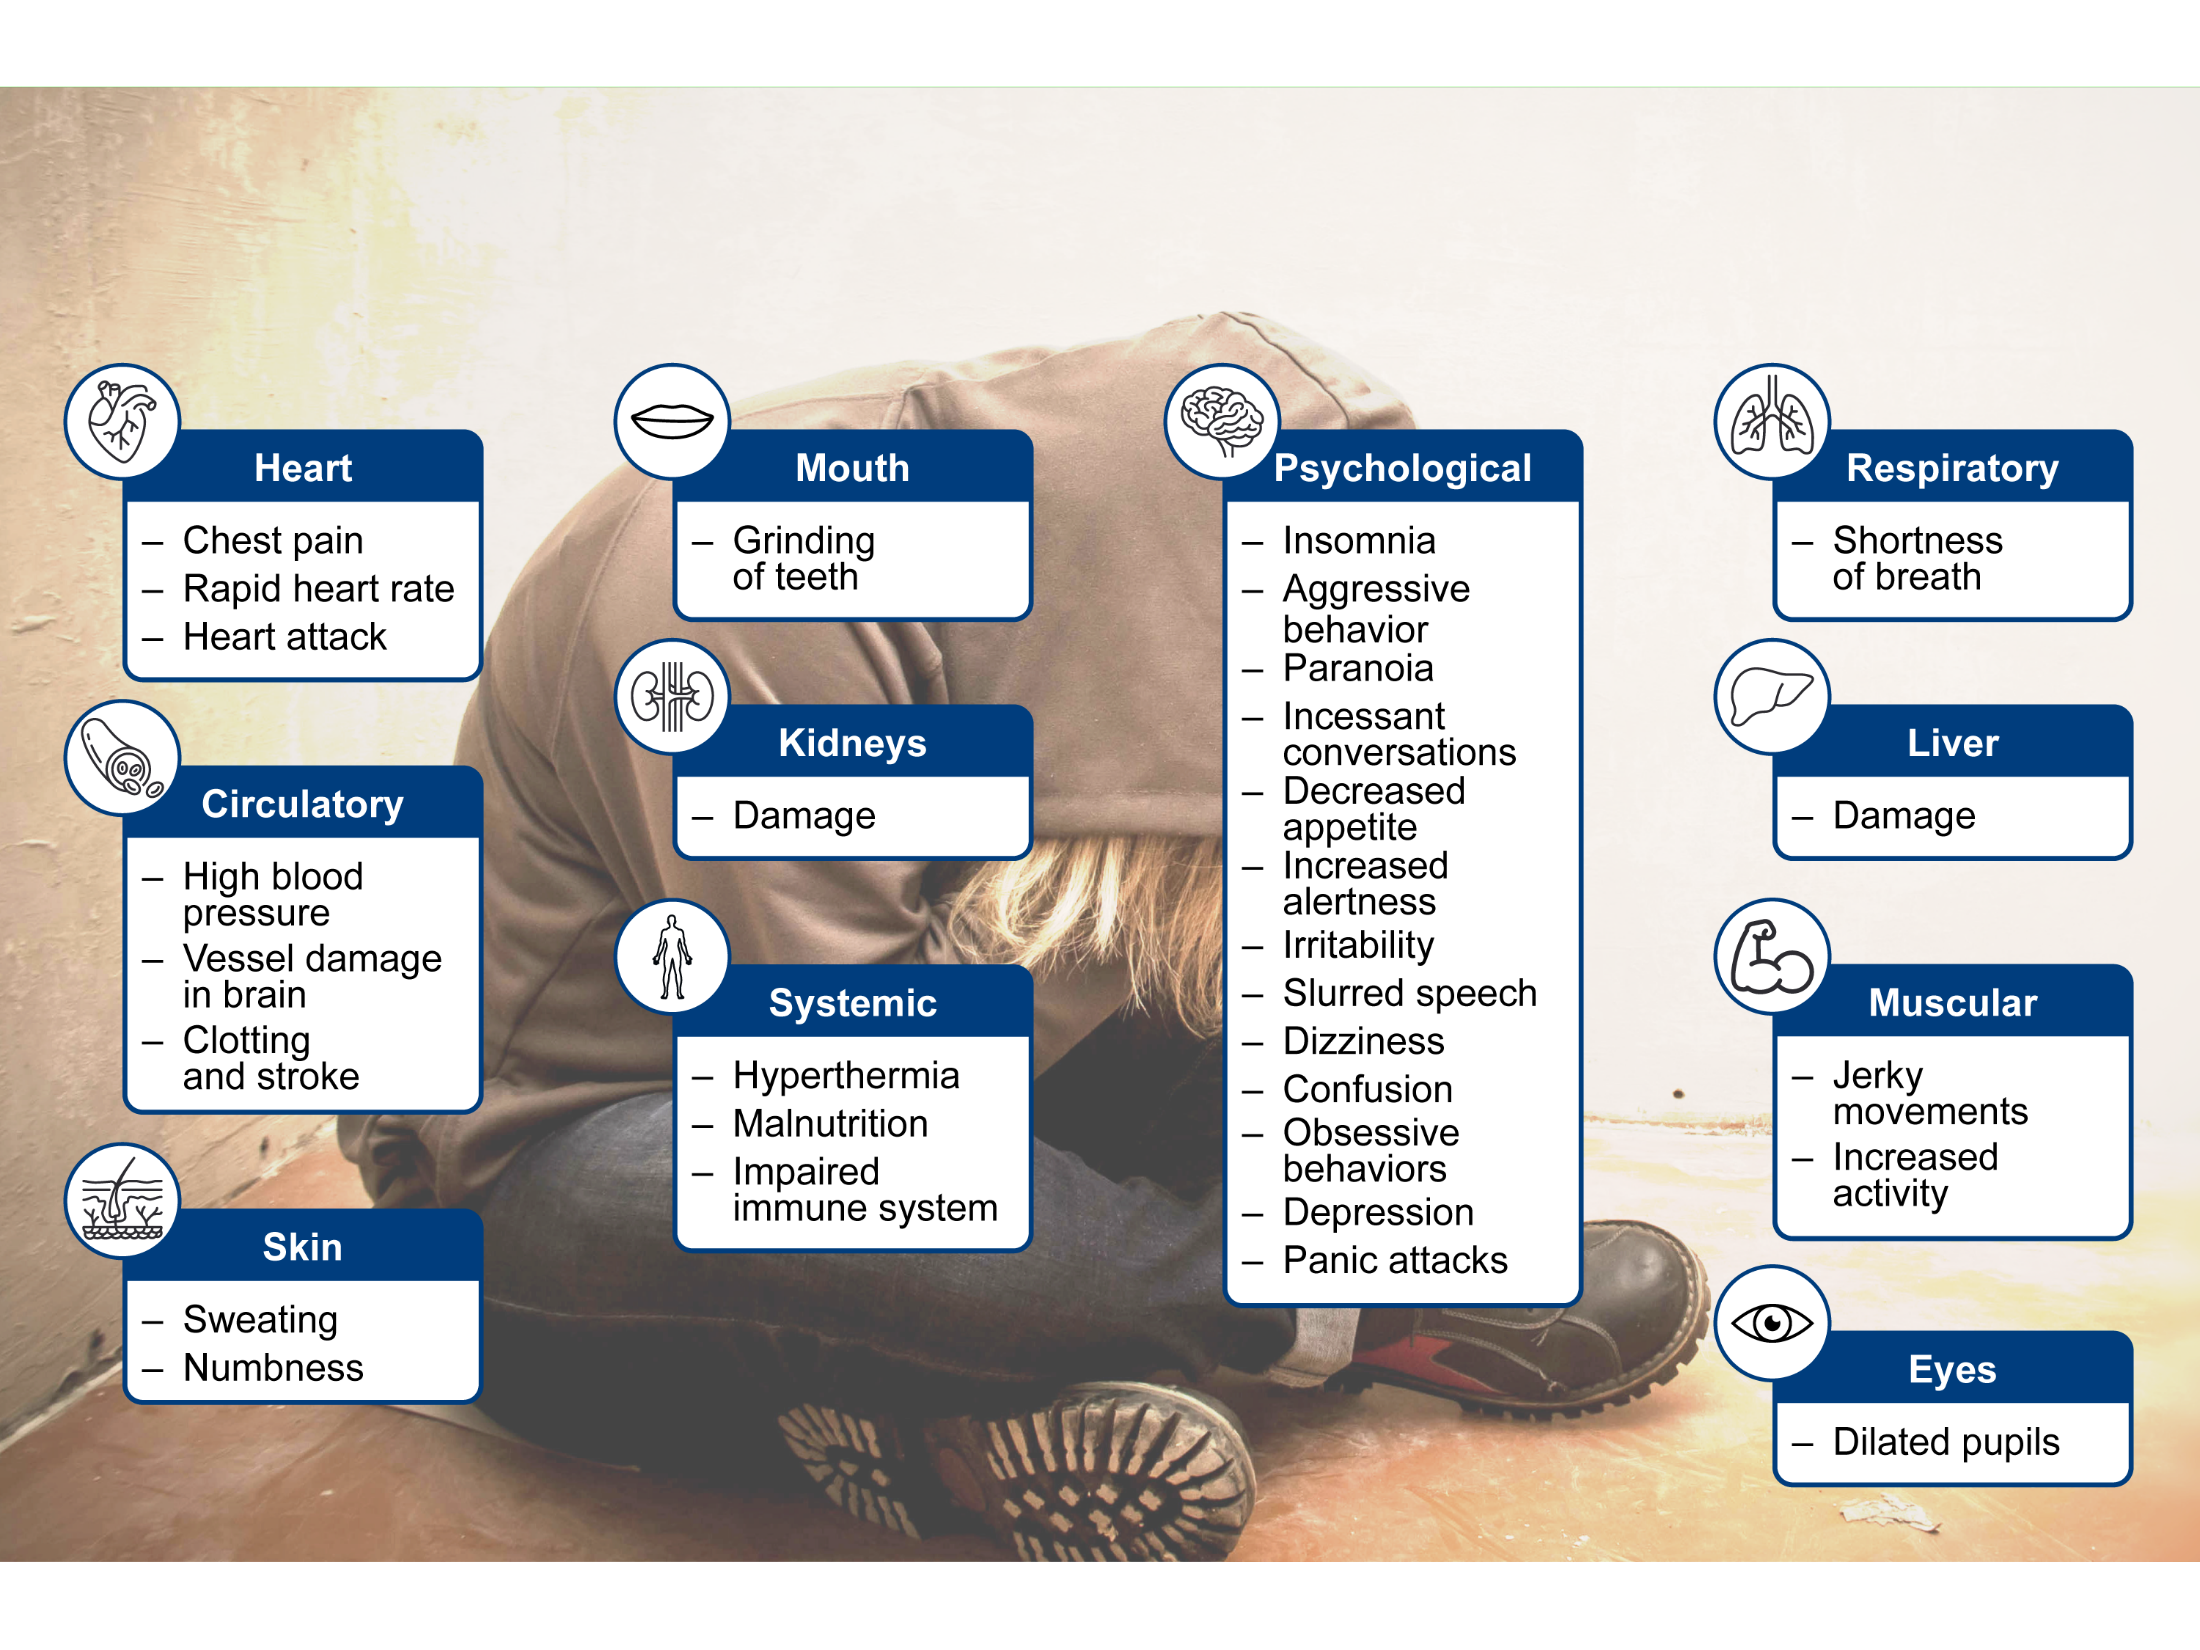 Heart
– Chest pain
– Rapid heart rate
– Heart attack
Circulatory
– High blood
pressure
– Vessel damage
in brain
– Clotting
and stroke
Skin
– Sweating
– Numbness
Mouth
– Grinding
of teeth
Kidneys
– Damage
Systemic
– Hyperthermia
– Malnutrition
– Impaired
immune system
Psychological
– Insomnia
– Aggressive
behavior
– Paranoia
– Incessant
conversations
– Decreased
appetite
– Increased
alertness
– Irritability
– Slurred speech
– Dizziness
– Confusion
– Obsessive
behaviors
– Depression
– Panic attacks
Respiratory
– Shortness
of breath
Liver
– Damage
Muscular
– Jerky
movements
– Increased
activity
Eyes
– Dilated pupils